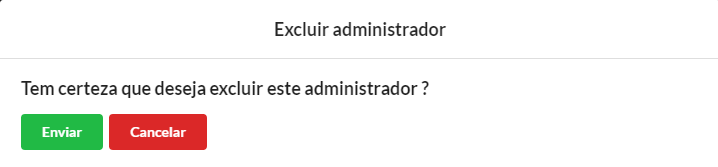 Excluir administrador
Tem certeza que deseja excluir este administrador ?
Enviar Cancelar